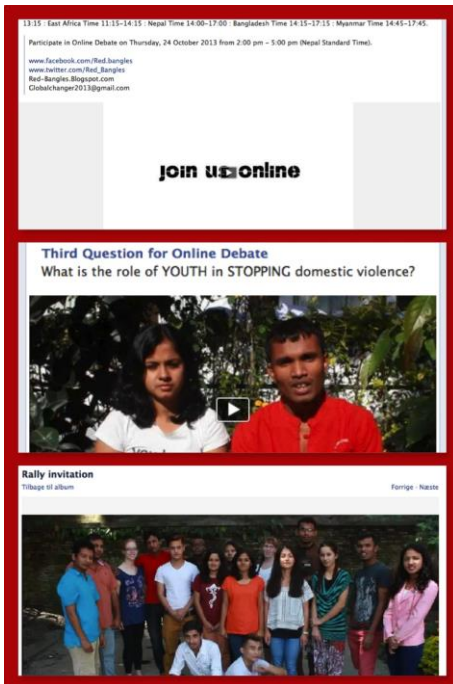 13:15 | East Africa Time 11:15-14:15 | Nepal Time 14:00-17:00 | Bangladesh Time 14:15-17:15 | Myanmar Time 14:45-17:45.
Participate in Online Debate on Thursday, 24 October 2013 from 2:00 pm - 5:00 pm (Nepal Standard Time).
www.facebook.com/Red.bangles
www.twitter.com/Red_Bangles
Red-Bangles.Blogspot.com
Globalchanger2013@gmail.com
join us online
Third Question for Online Debate
What is the role of YOUTH in STOPPING domestic violence?
Rally invitation
Tilbage til album
Forrige - Næste